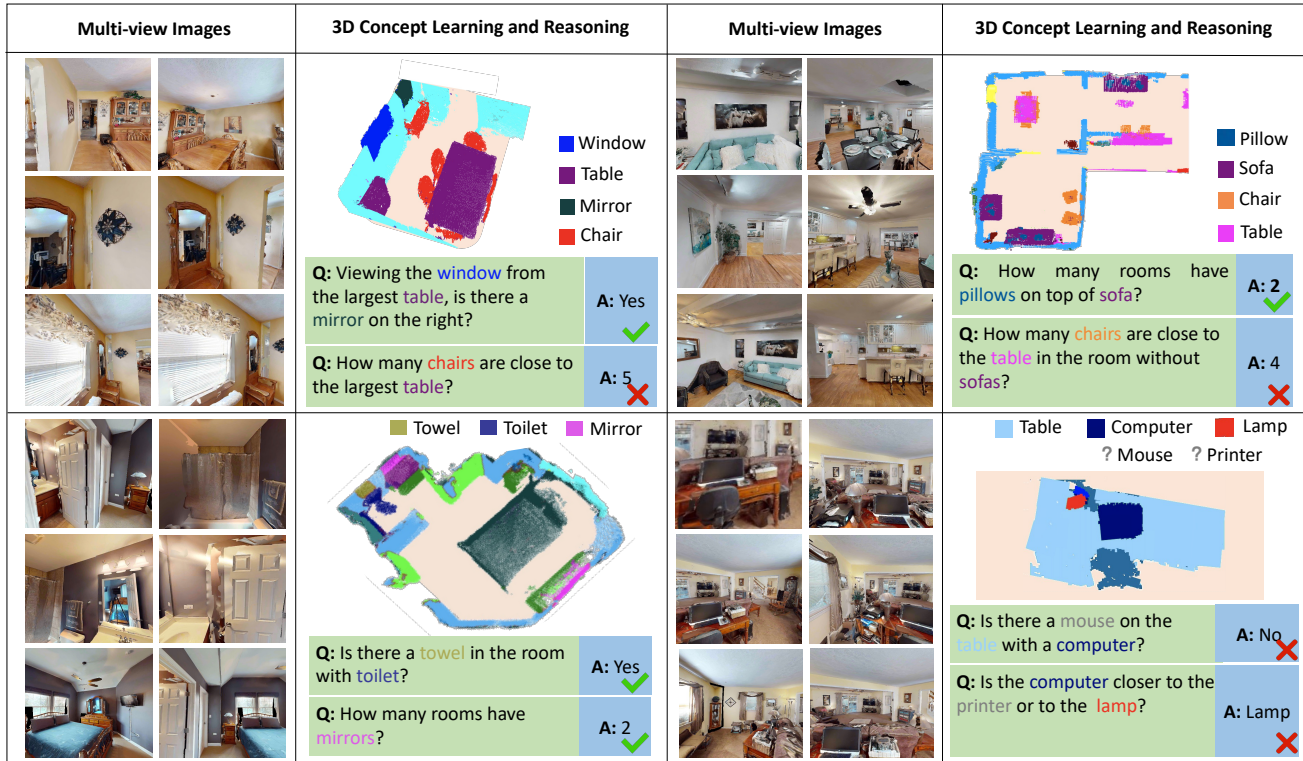 Multi-view Images
3D Concept Learning and Reasoning
Multi-view Images
3D Concept Learning and Reasoning
Window
Table
Mirror
Chair
Q: Viewing the window from
the largest table, is there a
mirror on the right?
A: Yes
Q: How many chairs are close to
the largest table?
A: 5
Pillow
Sofa
Chair
Table
Q: How many rooms have
pillows on top of sofa?
A: 2
Q: How many chairs are close to
the table in the room without
sofas?
A: 4
Towel Toilet Mirror
Q: Is there a towel in the room
with toilet?
A: Yes
Q: How many rooms have
mirrors?
A: 2
Table Computer Lamp
? Mouse ? Printer
Q: Is there a mouse on the
table with a computer?
A: No
Q: Is the computer closer to the
printer or to the lamp?
A: Lamp